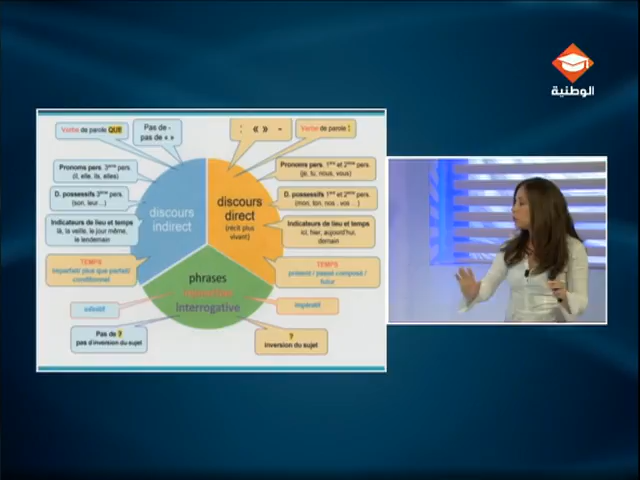 الوطنية
Verbe de parole QUE
Pas de -
pas de « »
: « » -
Verbe de parole :
Pronoms pers. 3ème pers.
(il, elle, ils, elles)
D. possessifs 3ème pers.
(son, leur ...)
Indicateurs de lieu et temps
là, la veille, le jour même,
le lendemain
TEMPS
imparfait/ plus que parfait/
conditionnel
discours
indirect
discours
direct
(récit plus
vivant)
Pronoms pers. 1ère et 2ème pers.
(je, tu, nous, vous)
D. possessifs 1ère et 2ème pers.
(mon, ton, nos , vos ...)
Indicateurs de lieu et temps
ici, hier, aujourd'hui,
demain
TEMPS
présent / passé composé /
futur
phrases
interrogative
infinitif
impératif
Pas de ?
pas d'inversion du sujet
?
inversion du sujet